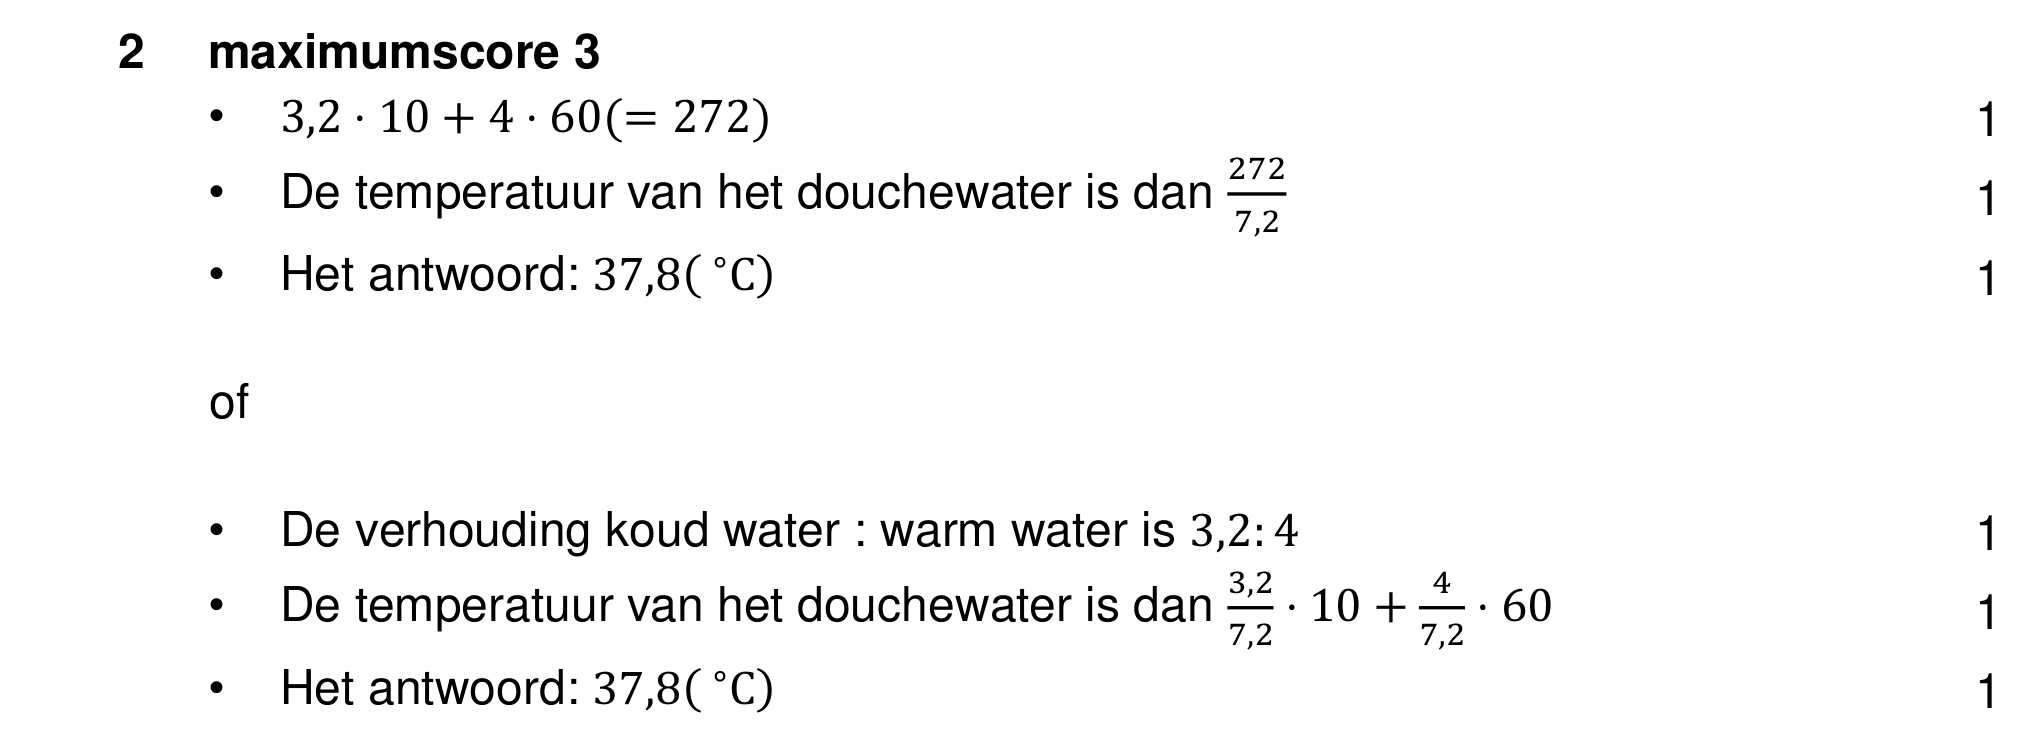 2 maximumscore 3
• 3,2 · 10 + 4 · 60(= 272) 1
• De temperatuur van het douchewater is dan 272/7,2 1
• Het antwoord: 37,8( °C) 1
of
• De verhouding koud water : warm water is 3,2: 4 1
• De temperatuur van het douchewater is dan 3,2/7,2 · 10 + 4/7,2 · 60 1
• Het antwoord: 37,8( °C) 1